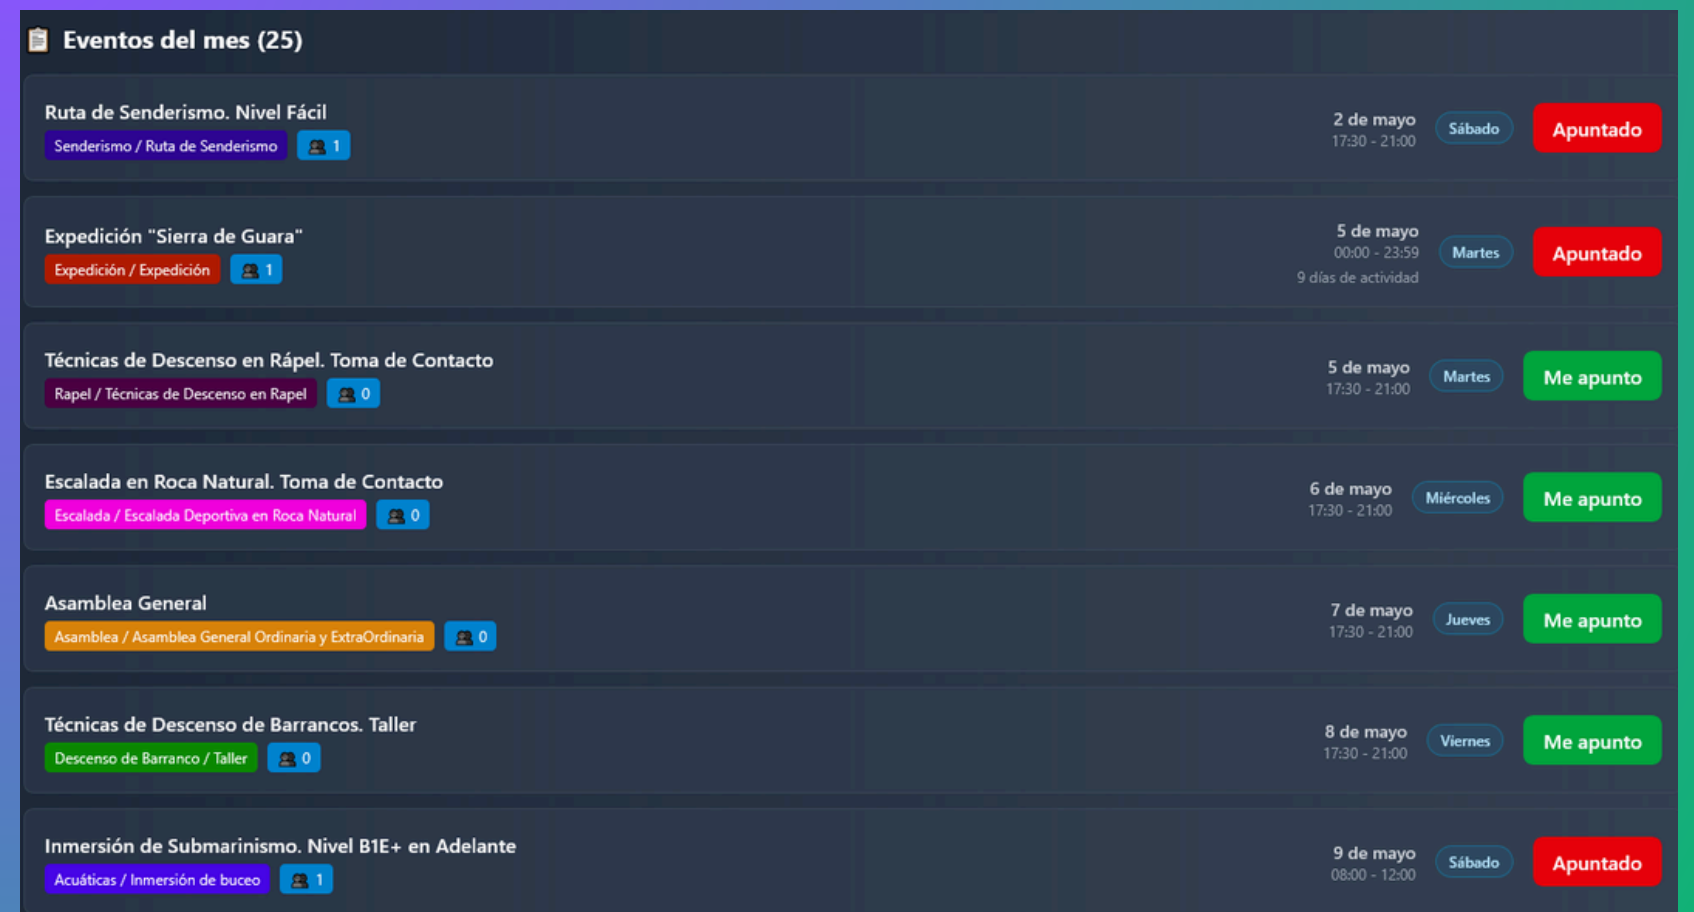 Eventos del mes (25)
Ruta de Senderismo. Nivel Fácil
Senderismo / Ruta de Senderismo
1
2 de mayo
17:30 - 21:00
Sábado
Apuntado
Expedición "Sierra de Guara"
Expedición / Expedición
1
5 de mayo
00:00 - 23:59
9 días de actividad
Martes
Apuntado
Técnicas de Descenso en Rápel. Toma de Contacto
Rapel / Técnicas de Descenso en Rapel
0
5 de mayo
17:30 - 21:00
Martes
Me apunto
Escalada en Roca Natural. Toma de Contacto
Escalada / Escalada Deportiva en Roca Natural
0
6 de mayo
17:30 - 21:00
Miércoles
Me apunto
Asamblea General
Asamblea / Asamblea General Ordinaria y ExtraOrdinaria
0
7 de mayo
17:30 - 21:00
Jueves
Me apunto
Técnicas de Descenso de Barrancos. Taller
Descenso de Barranco / Taller
0
8 de mayo
17:30 - 21:00
Viernes
Me apunto
Inmersión de Submarinismo. Nivel B1E+ en Adelante
Acuáticas / Inmersión de buceo
1
9 de mayo
08:00 - 12:00
Sábado
Apuntado